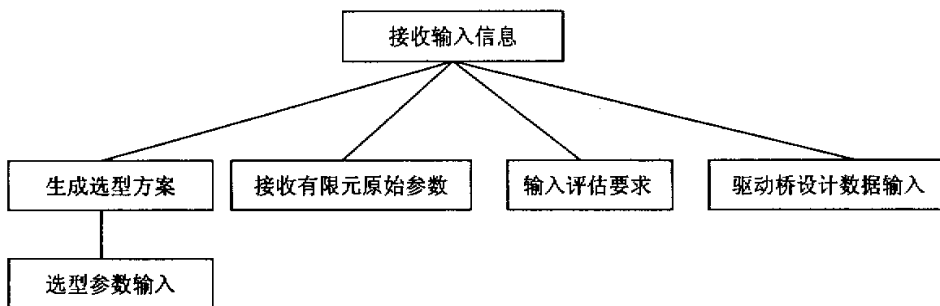 接收输入信息
生成选型方案
接收有限元原始参数
输入评估要求
驱动桥设计数据输入
选型参数输入